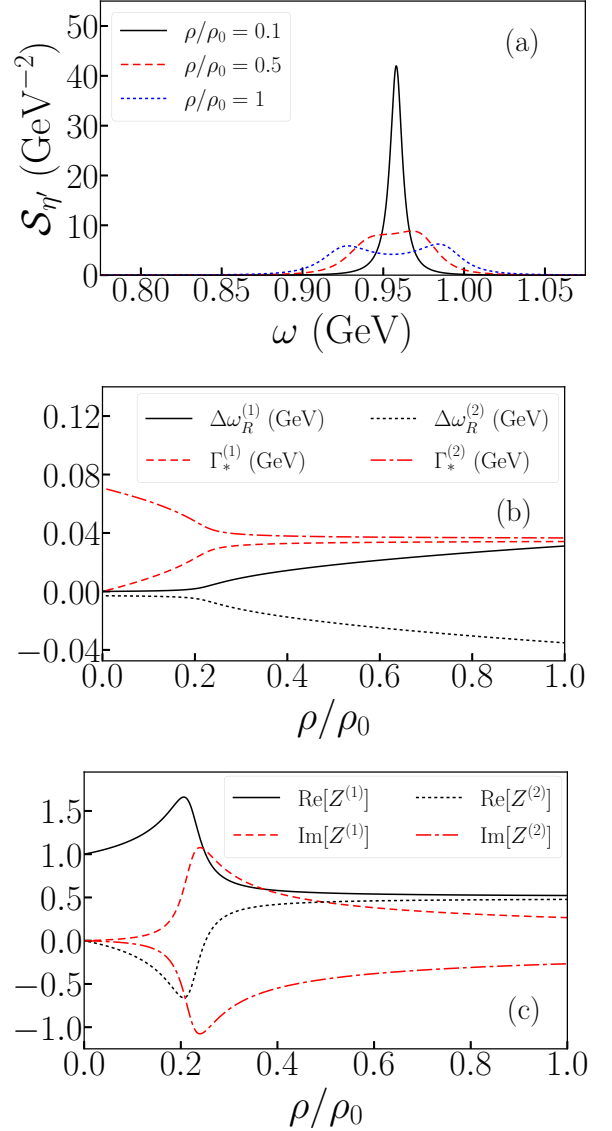 50
40
30
20
10
0
𝓢η′ (GeV⁻²)
ρ/ρ₀ = 0.1
ρ/ρ₀ = 0.5
ρ/ρ₀ = 1
(a)
0.80 0.85 0.90 0.95 1.00 1.05
ω (GeV)
0.12
0.08
0.04
0.00
−0.04
Δω_R^(1) (GeV) Δω_R^(2) (GeV)
Γ_*^(1) (GeV) Γ_*^(2) (GeV)
(b)
0.0 0.2 0.4 0.6 0.8 1.0
ρ/ρ₀
1.5
1.0
0.5
0.0
−0.5
−1.0
Re[Z^(1)] Re[Z^(2)]
Im[Z^(1)] Im[Z^(2)]
(c)
0.0 0.2 0.4 0.6 0.8 1.0
ρ/ρ₀